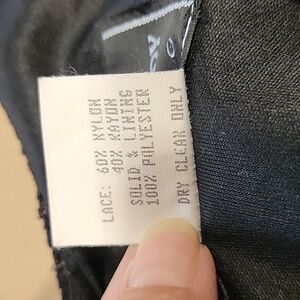 LACE: 60% NYLON
40% RAYON
SOLID & LINING
100% POLYESTER
DRY CLEAN ONLY